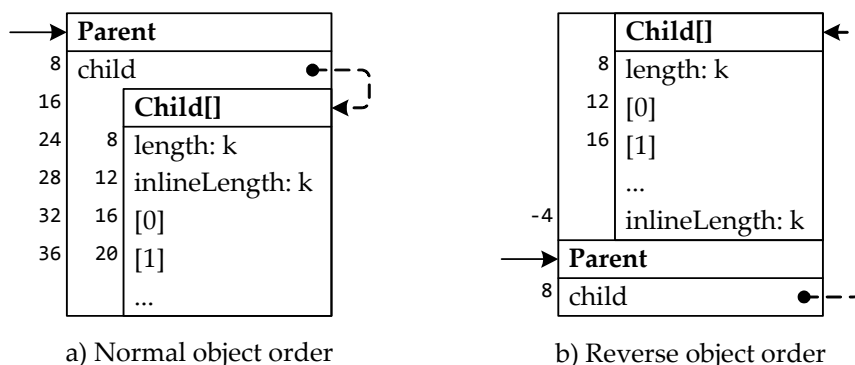 Parent
8 child
16 Child[]
24 8 length: k
28 12 inlineLength: k
32 16 [0]
36 20 [1]
...
a) Normal object order
Child[]
8 length: k
12 [0]
16 [1]
...
-4 inlineLength: k
Parent
8 child
b) Reverse object order